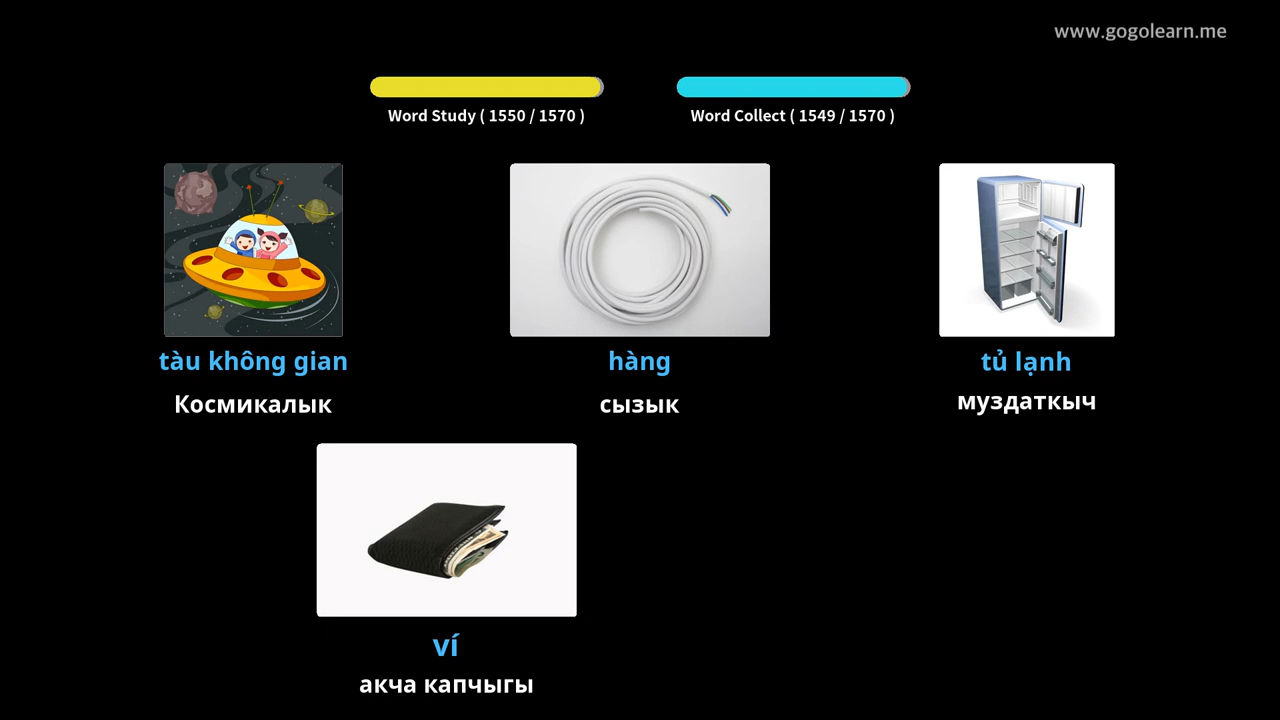 www.gogolearn.me
Word Study ( 1550 / 1570 )
Word Collect ( 1549 / 1570 )
tàu không gian
Космикалык
hàng
сызык
tủ lạnh
муздаткыч
ví
акча капчыгы